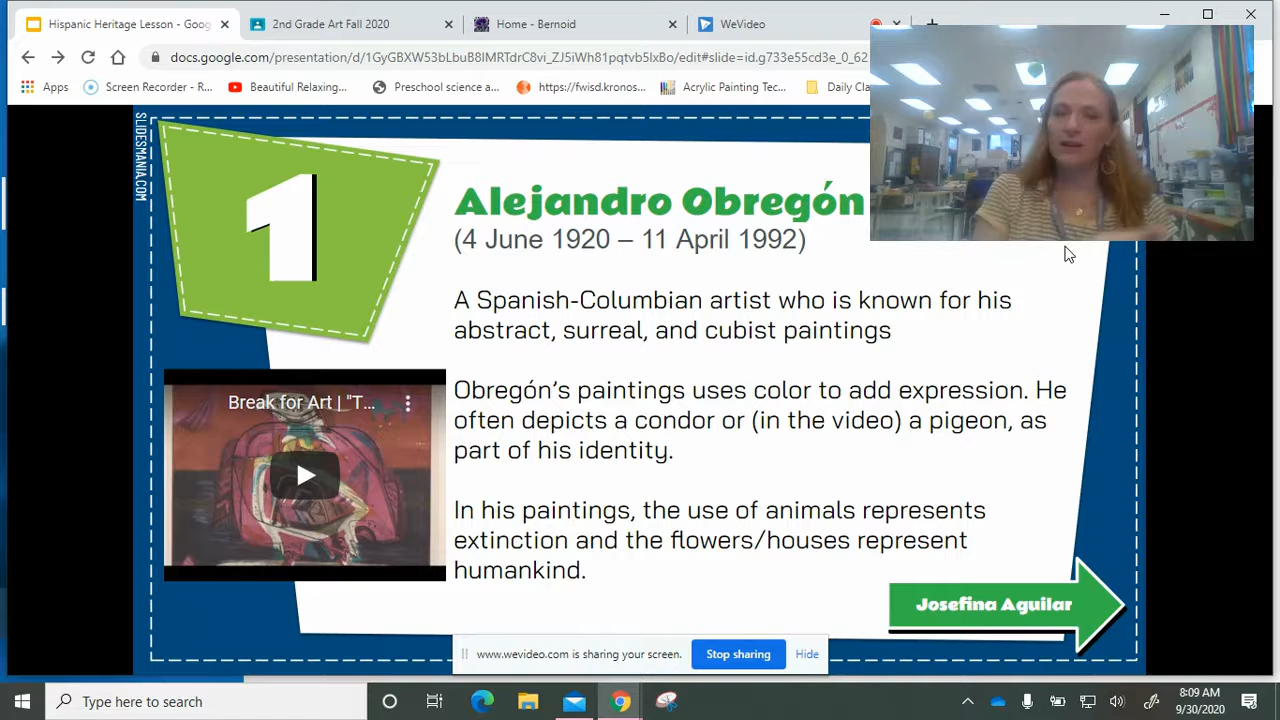 Hispanic Heritage Lesson - Goog
2nd Grade Art Fall 2020
Home - Bernoid
WeVideo
docs.google.com/presentation/d/1GyGBXW53bLbuB8lMRTdrC8vi_ZJ5iWh81pqtvb5lxBo/edit#slide=id.g733e55cd3e_0_62
Apps
Screen Recorder - R...
Beautiful Relaxing...
Preschool science a...
https://fwisd.kronos...
Acrylic Painting Tec...
Daily Cla
SLIDESMANIA.COM
1
Alejandro Obregón
(4 June 1920 – 11 April 1992)
A Spanish-Columbian artist who is known for his
abstract, surreal, and cubist paintings
Obregón's paintings uses color to add expression. He
often depicts a condor or (in the video) a pigeon, as
part of his identity.
In his paintings, the use of animals represents
extinction and the flowers/houses represent
humankind.
Break for Art | "T...
Josefina Aguilar
www.wevideo.com is sharing your screen.
Stop sharing
Hide
Type here to search
8:09 AM
9/30/2020